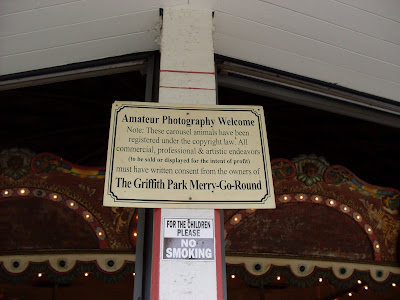 Amateur Photography Welcome
Note: These carousel animals have been
registered under the copyright law. All
commercial, professional & artistic endeavors
(to be sold or displayed for the intent of profit)
must have written consent from the owners of
The Griffith Park Merry-Go-Round
FOR THE CHILDREN
PLEASE
NO
SMOKING